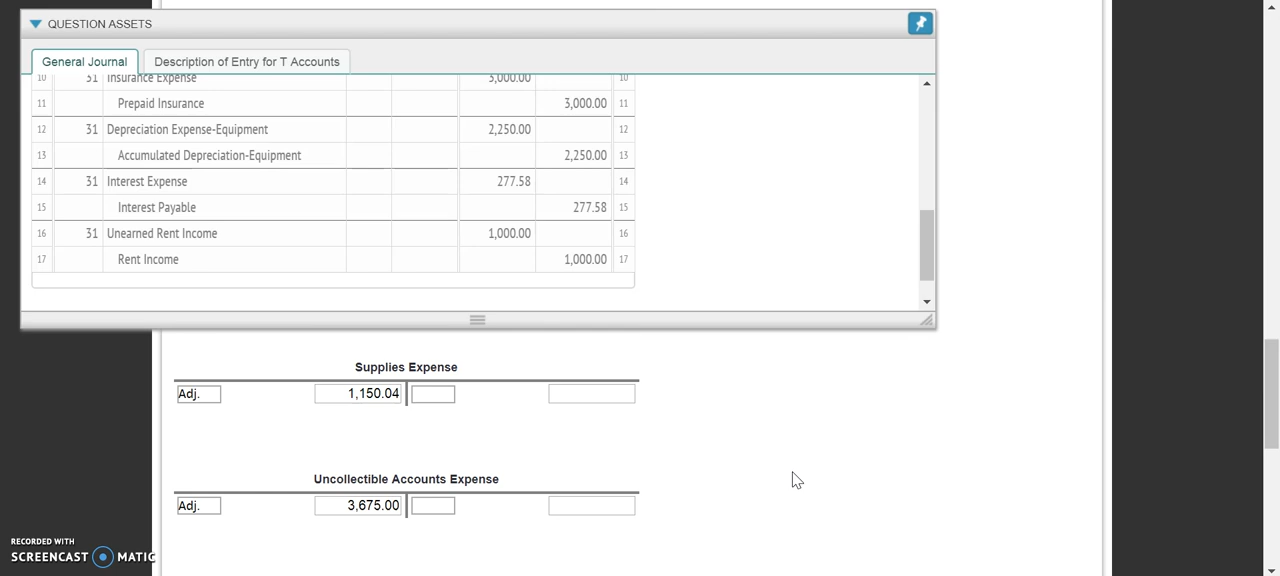 QUESTION ASSETS
General Journal Description of Entry for T Accounts
10 31 Insurance Expense 3,000.00 10
11 Prepaid Insurance 3,000.00 11
12 31 Depreciation Expense-Equipment 2,250.00 12
13 Accumulated Depreciation-Equipment 2,250.00 13
14 31 Interest Expense 277.58 14
15 Interest Payable 277.58 15
16 31 Unearned Rent Income 1,000.00 16
17 Rent Income 1,000.00 17
Supplies Expense
Adj. 1,150.04
Uncollectible Accounts Expense
Adj. 3,675.00
RECORDED WITH
SCREENCAST MATIC